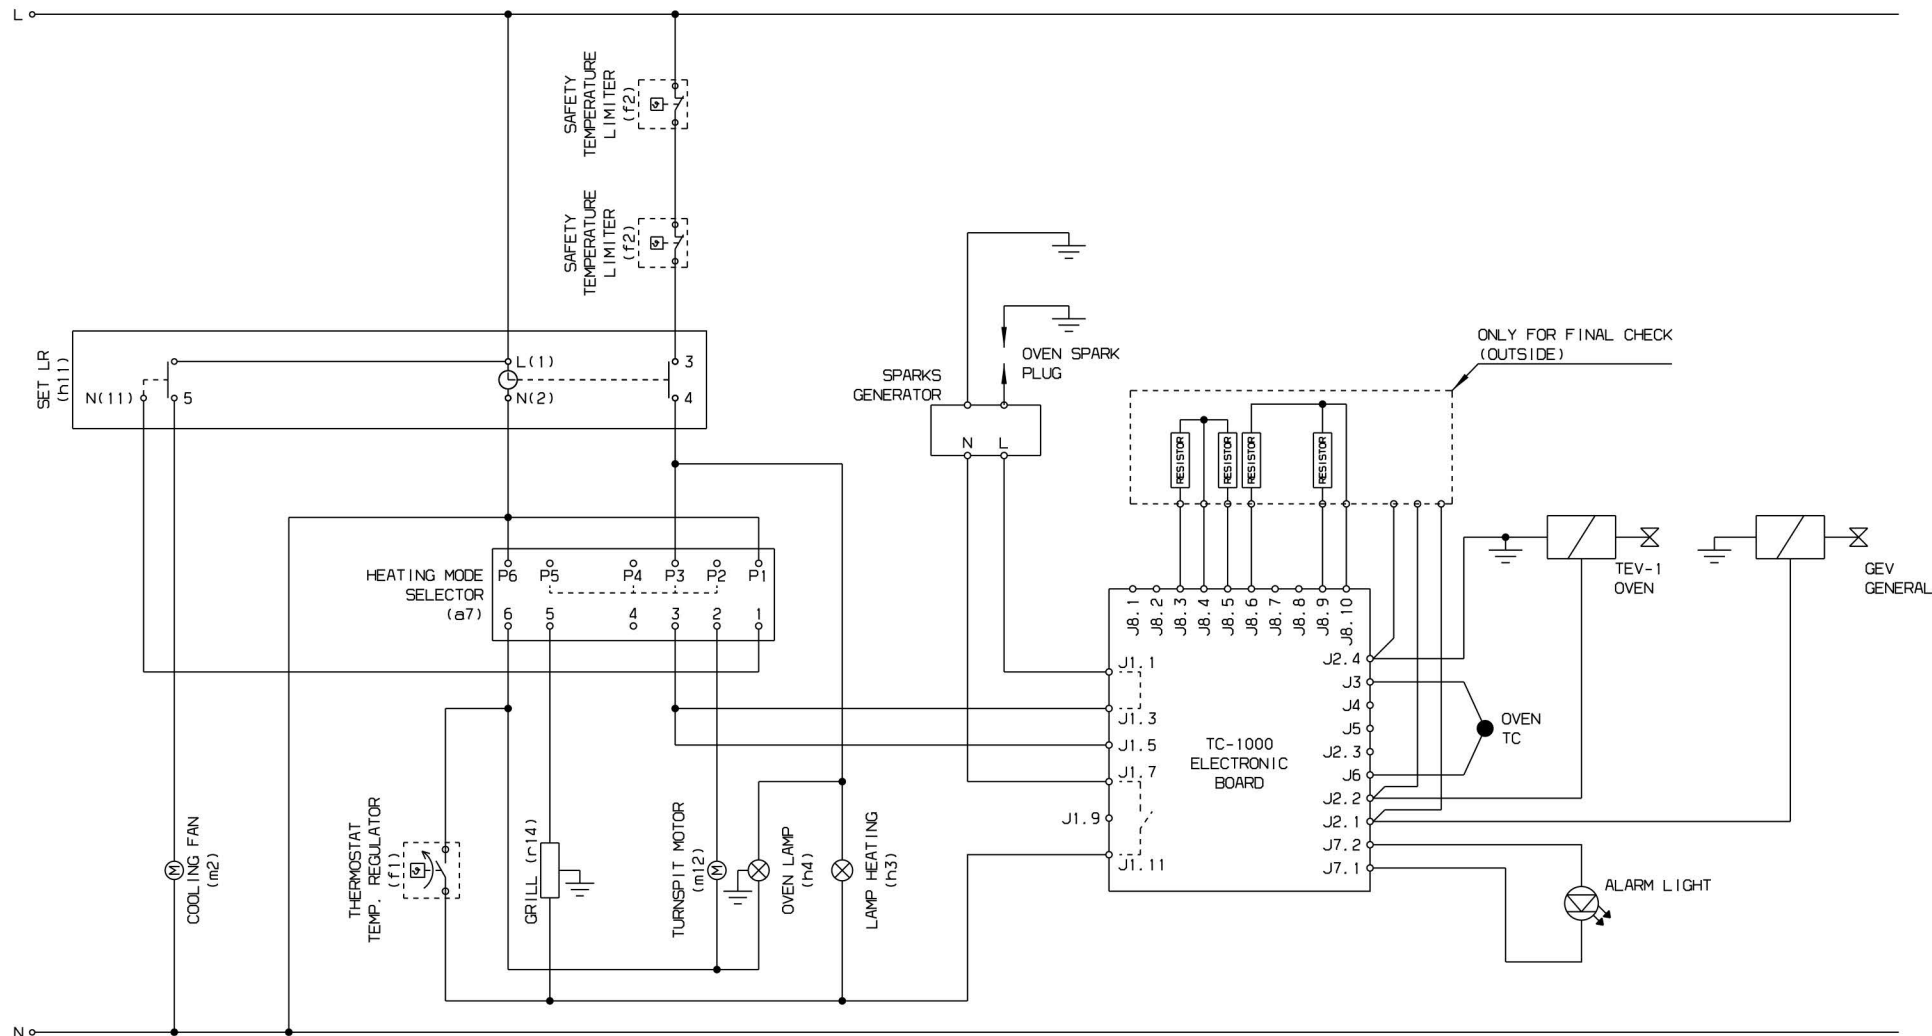 L
SAFETY
TEMPERATURE
LIMITER
(f2)
SAFETY
TEMPERATURE
LIMITER
(f2)
SET LR
(h11)
N(11)
5
L(1)
N(2)
3
4
HEATING MODE
SELECTOR
(a7)
P6 P5 P4 P3 P2 P1
6 5 4 3 2 1
SPARKS
GENERATOR
N L
OVEN SPARK
PLUG
ONLY FOR FINAL CHECK
(OUTSIDE)
RESISTOR
RESISTOR
RESISTOR
RESISTOR
J8.1
J8.2
J8.3
J8.4
J8.5
J8.6
J8.7
J8.8
J8.9
J8.10
TEV-1
OVEN
GEV
GENERAL
J1.1
J1.3
J1.5
J1.7
J1.9
J1.11
TC-1000
ELECTRONIC
BOARD
J2.4
J3
J4
J5
J2.3
J6
J2.2
J2.1
J7.2
J7.1
OVEN
TC
ALARM LIGHT
COOLING FAN
(m2)
M
THERMOSTAT
TEMP. REGULATOR
(f1)
GRILL (r14)
TURNSPIT MOTOR
(m12)
M
OVEN LAMP
(h4)
LAMP HEATING
(h3)
N